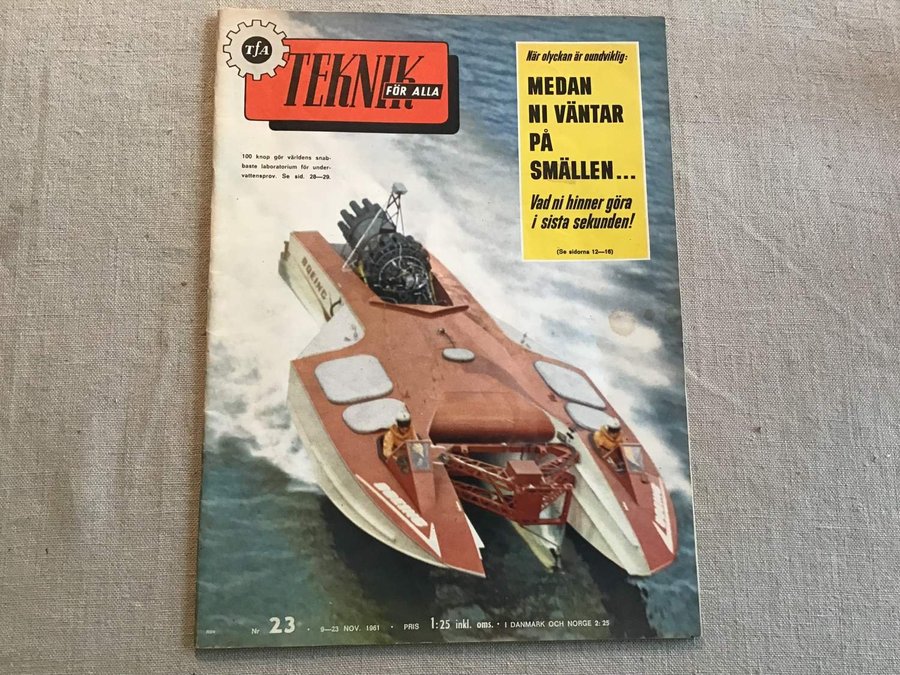 TfA
TEKNIK
FÖR ALLA
100 knop gör världens snab-
baste laboratorium för under-
vattensprov. Se sid. 28—29.
När olyckan är oundviklig:
MEDAN
NI VÄNTAR
PÅ
SMÄLLEN...
Vad ni hinner göra
i sista sekunden!
(Se sidorna 12—16)
BOEING
BOEING
BOEING
Nr 23 · 9—23 NOV. 1961 · PRIS 1:25 inkl. oms. · I DANMARK OCH NORGE 2:25